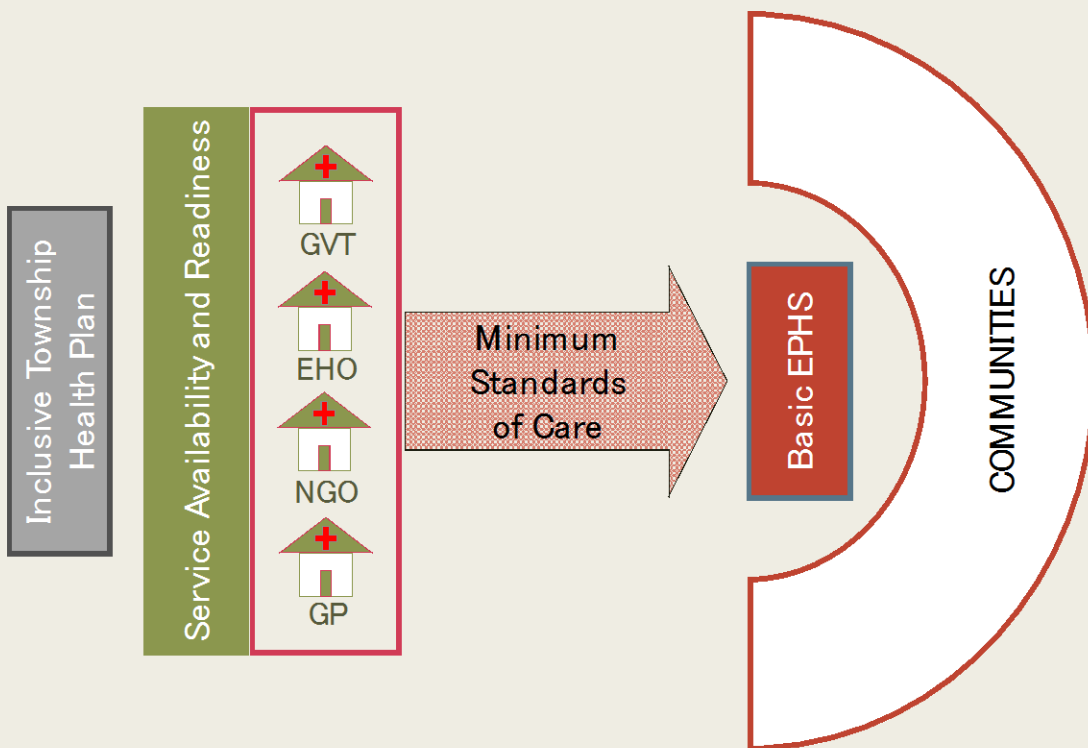 Inclusive Township
Health Plan
Service Availability and Readiness
GVT
EHO
NGO
GP
Minimum
Standards
of Care
Basic EPHS
COMMUNITIES